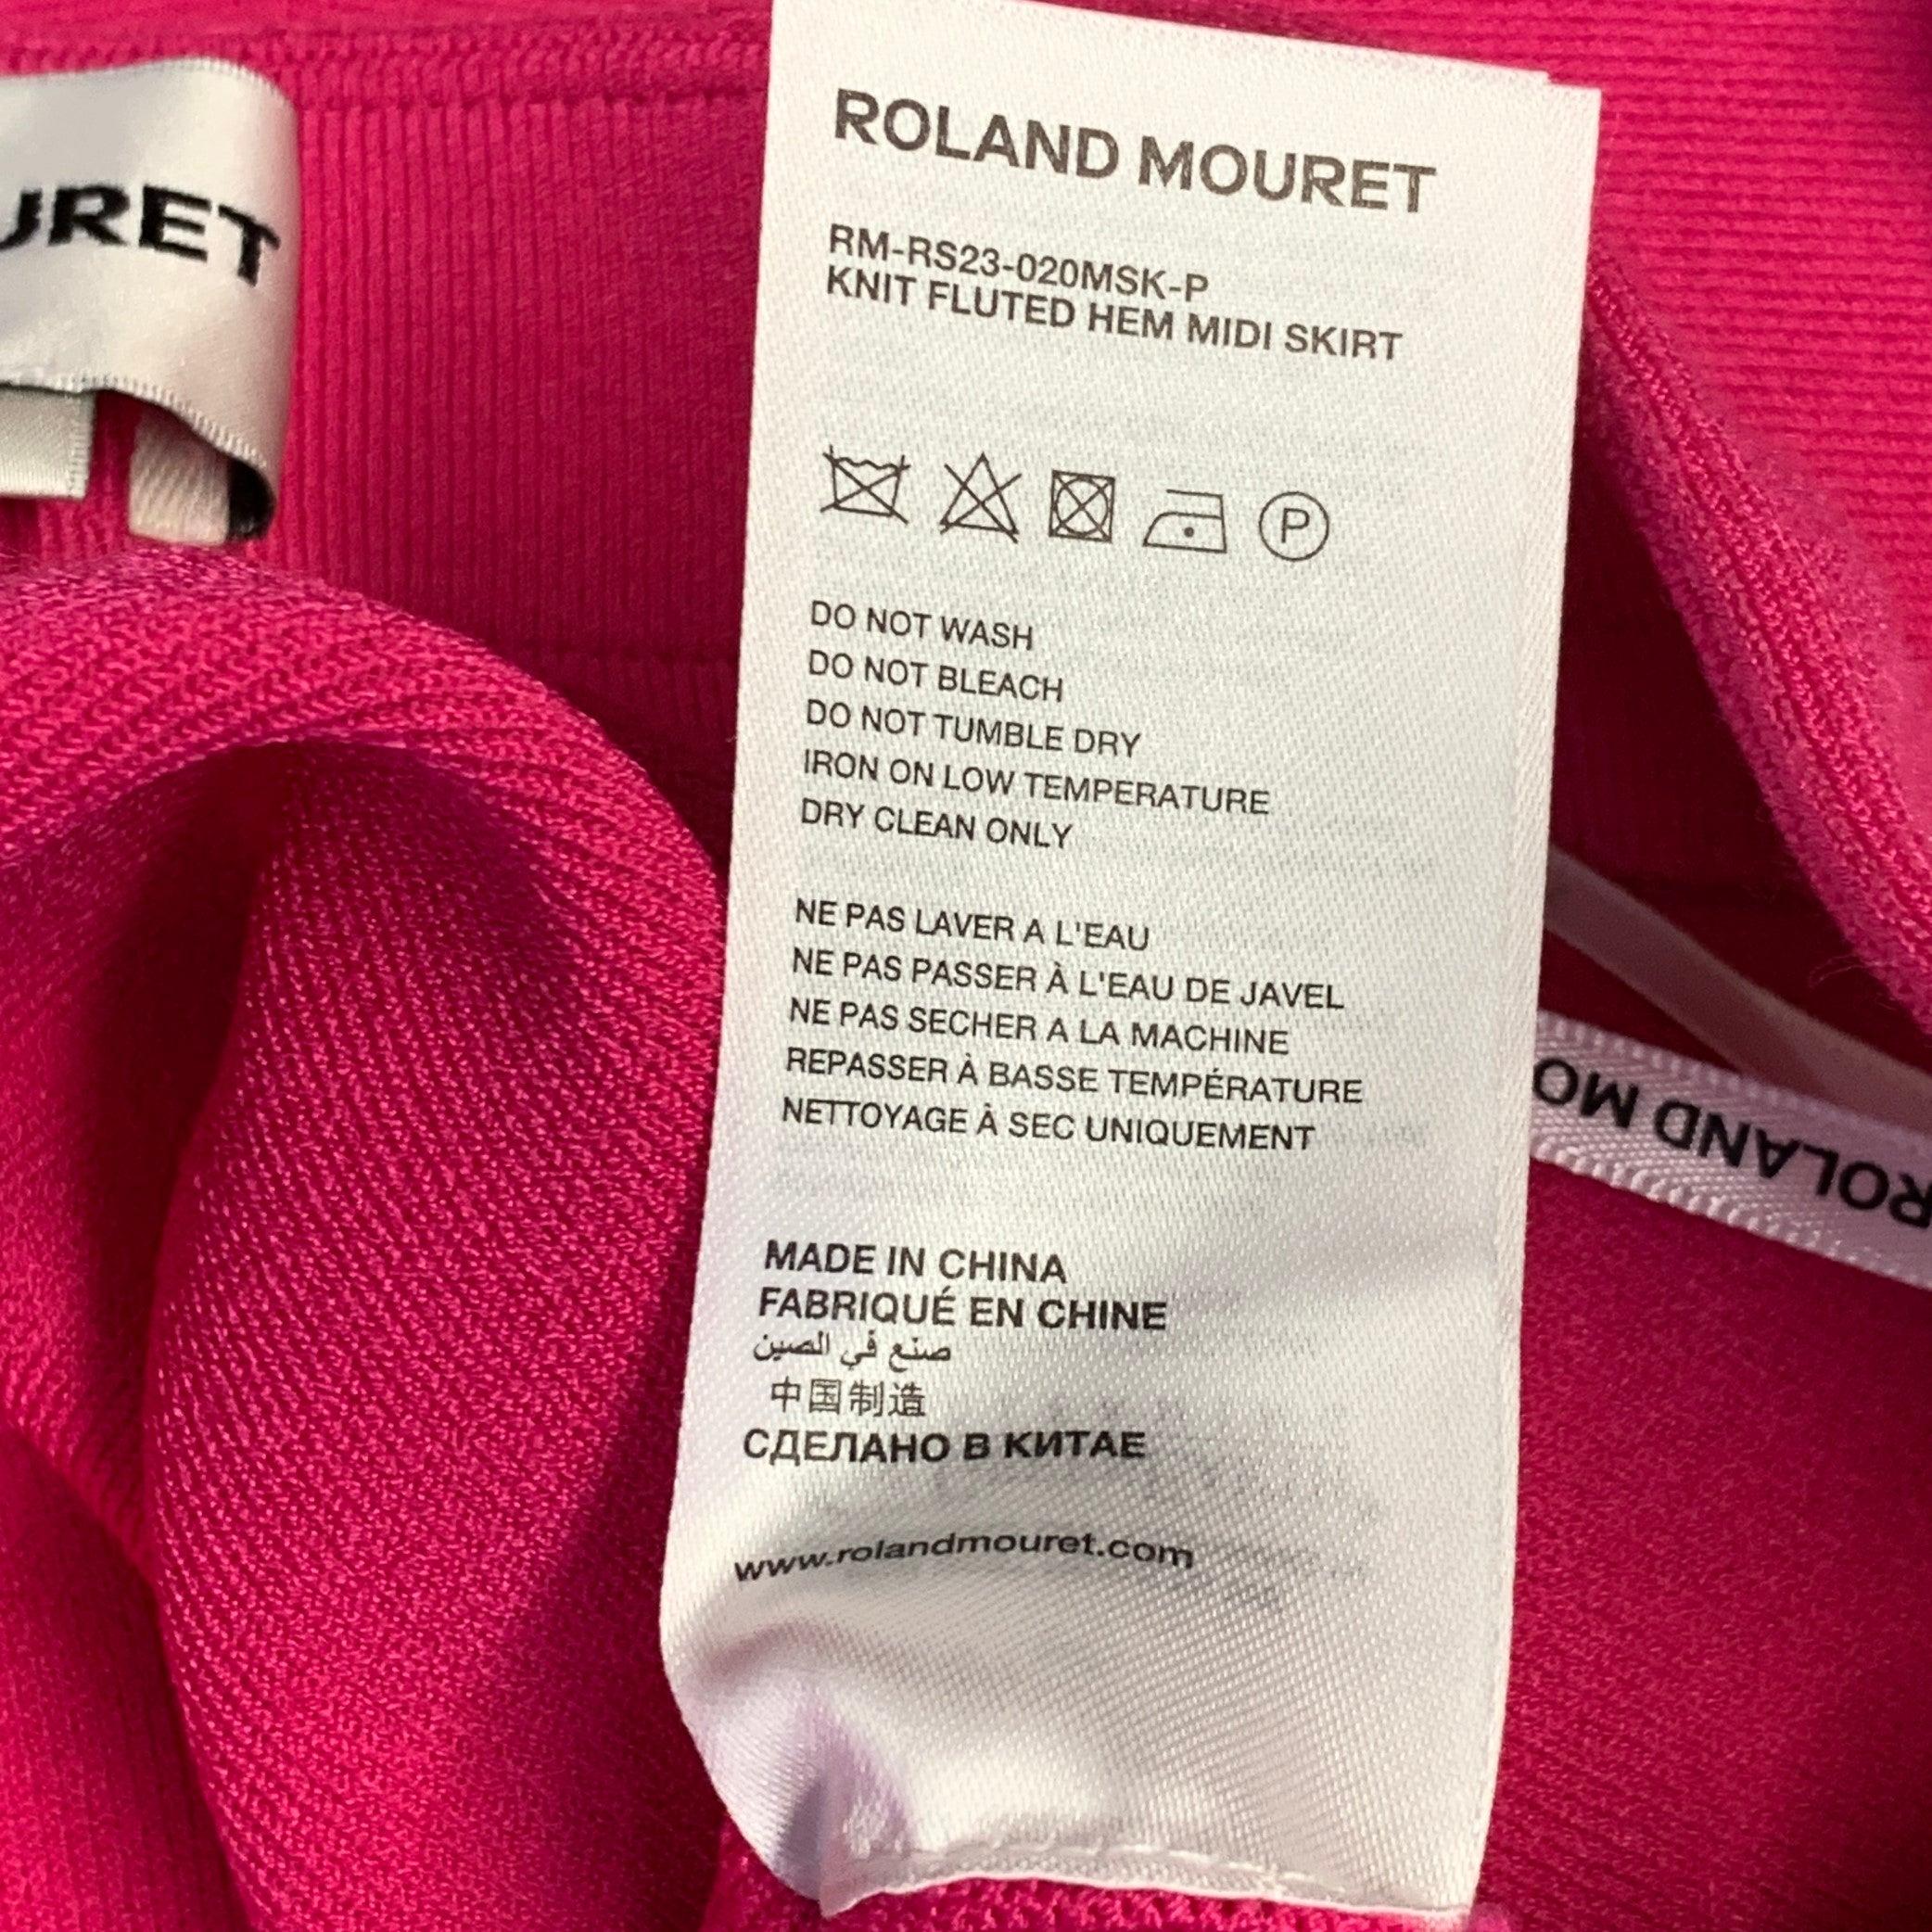 URET
ROLAND MOURET
RM-RS23-020MSK-P
KNIT FLUTED HEM MIDI SKIRT
P
DO NOT WASH
DO NOT BLEACH
DO NOT TUMBLE DRY
IRON ON LOW TEMPERATURE
DRY CLEAN ONLY
NE PAS LAVER A L'EAU
NE PAS PASSER À L'EAU DE JAVEL
NE PAS SECHER A LA MACHINE
REPASSER À BASSE TEMPÉRATURE
NETTOYAGE À SEC UNIQUEMENT
MADE IN CHINA
FABRIQUÉ EN CHINE
صنع في الصين
中国制造
СДЕЛАНО В КИТАЕ
www.rolandmouret.com
ROLAND MO